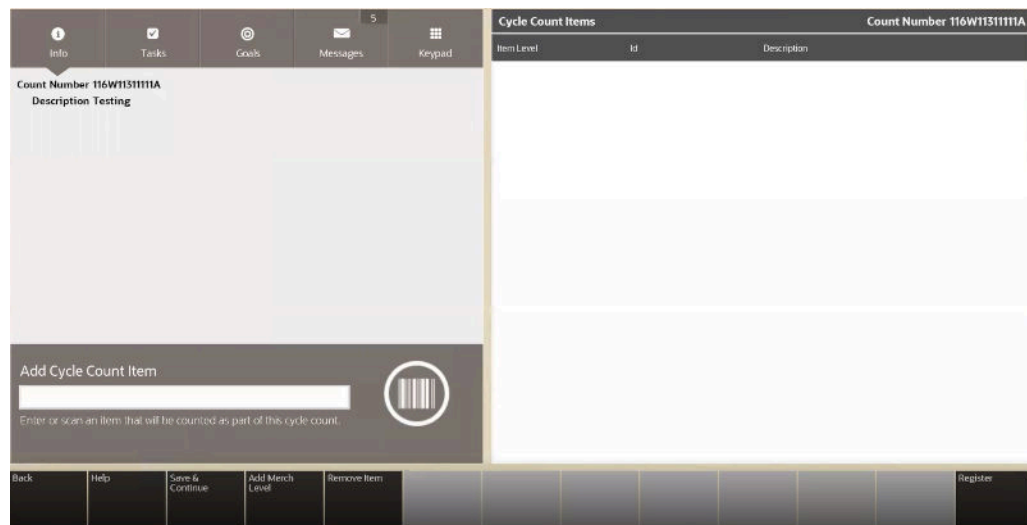 5
Info
Tasks
Goals
Messages
Keypad
Count Number 116W11311111A
Description Testing
Add Cycle Count Item
Enter or scan an item that will be counted as part of this cycle count.
Cycle Count Items
Count Number 116W11311111A
Item Level
Id
Description
Back
Help
Save &
Continue
Add Merch
Level
Remove Item
Register